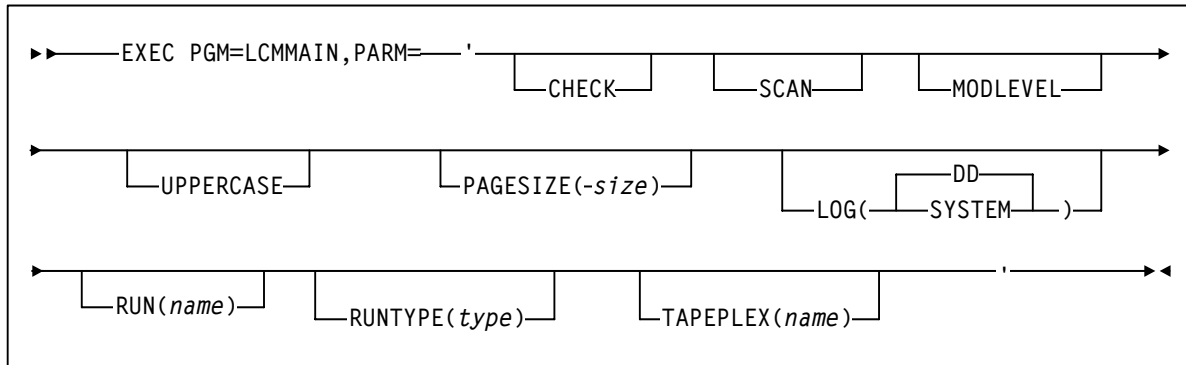 EXEC PGM=LCMMAIN,PARM= '
CHECK SCAN MODLEVEL
UPPERCASE PAGESIZE(-size) DD
LOG( SYSTEM )
'
RUN(name) RUNTYPE(type) TAPEPLEX(name)